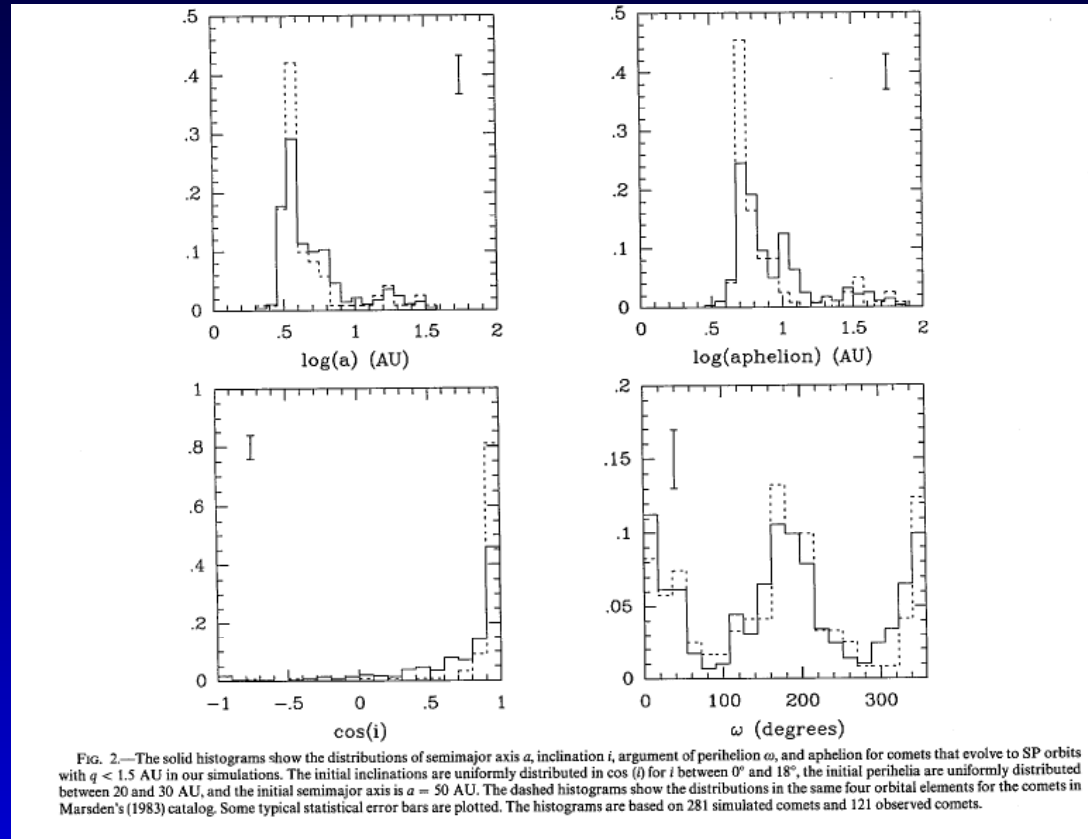 .5
.4
.3
.2
.1
0
0 .5 1 1.5 2
log(a) (AU)
.5
.4
.3
.2
.1
0
0 .5 1 1.5 2
log(aphelion) (AU)
1
.8
.6
.4
.2
0
−1 −.5 0 .5 1
cos(i)
.2
.15
.1
.05
0
0 100 200 300
ω (degrees)
FIG. 2.—The solid histograms show the distributions of semimajor axis a, inclination i, argument of perihelion ω, and aphelion for comets that evolve to SP orbits
with q < 1.5 AU in our simulations. The initial inclinations are uniformly distributed in cos (i) for i between 0° and 18°, the initial perihelia are uniformly distributed
between 20 and 30 AU, and the initial semimajor axis is a = 50 AU. The dashed histograms show the distributions in the same four orbital elements for the comets in
Marsden's (1983) catalog. Some typical statistical error bars are plotted. The histograms are based on 281 simulated comets and 121 observed comets.